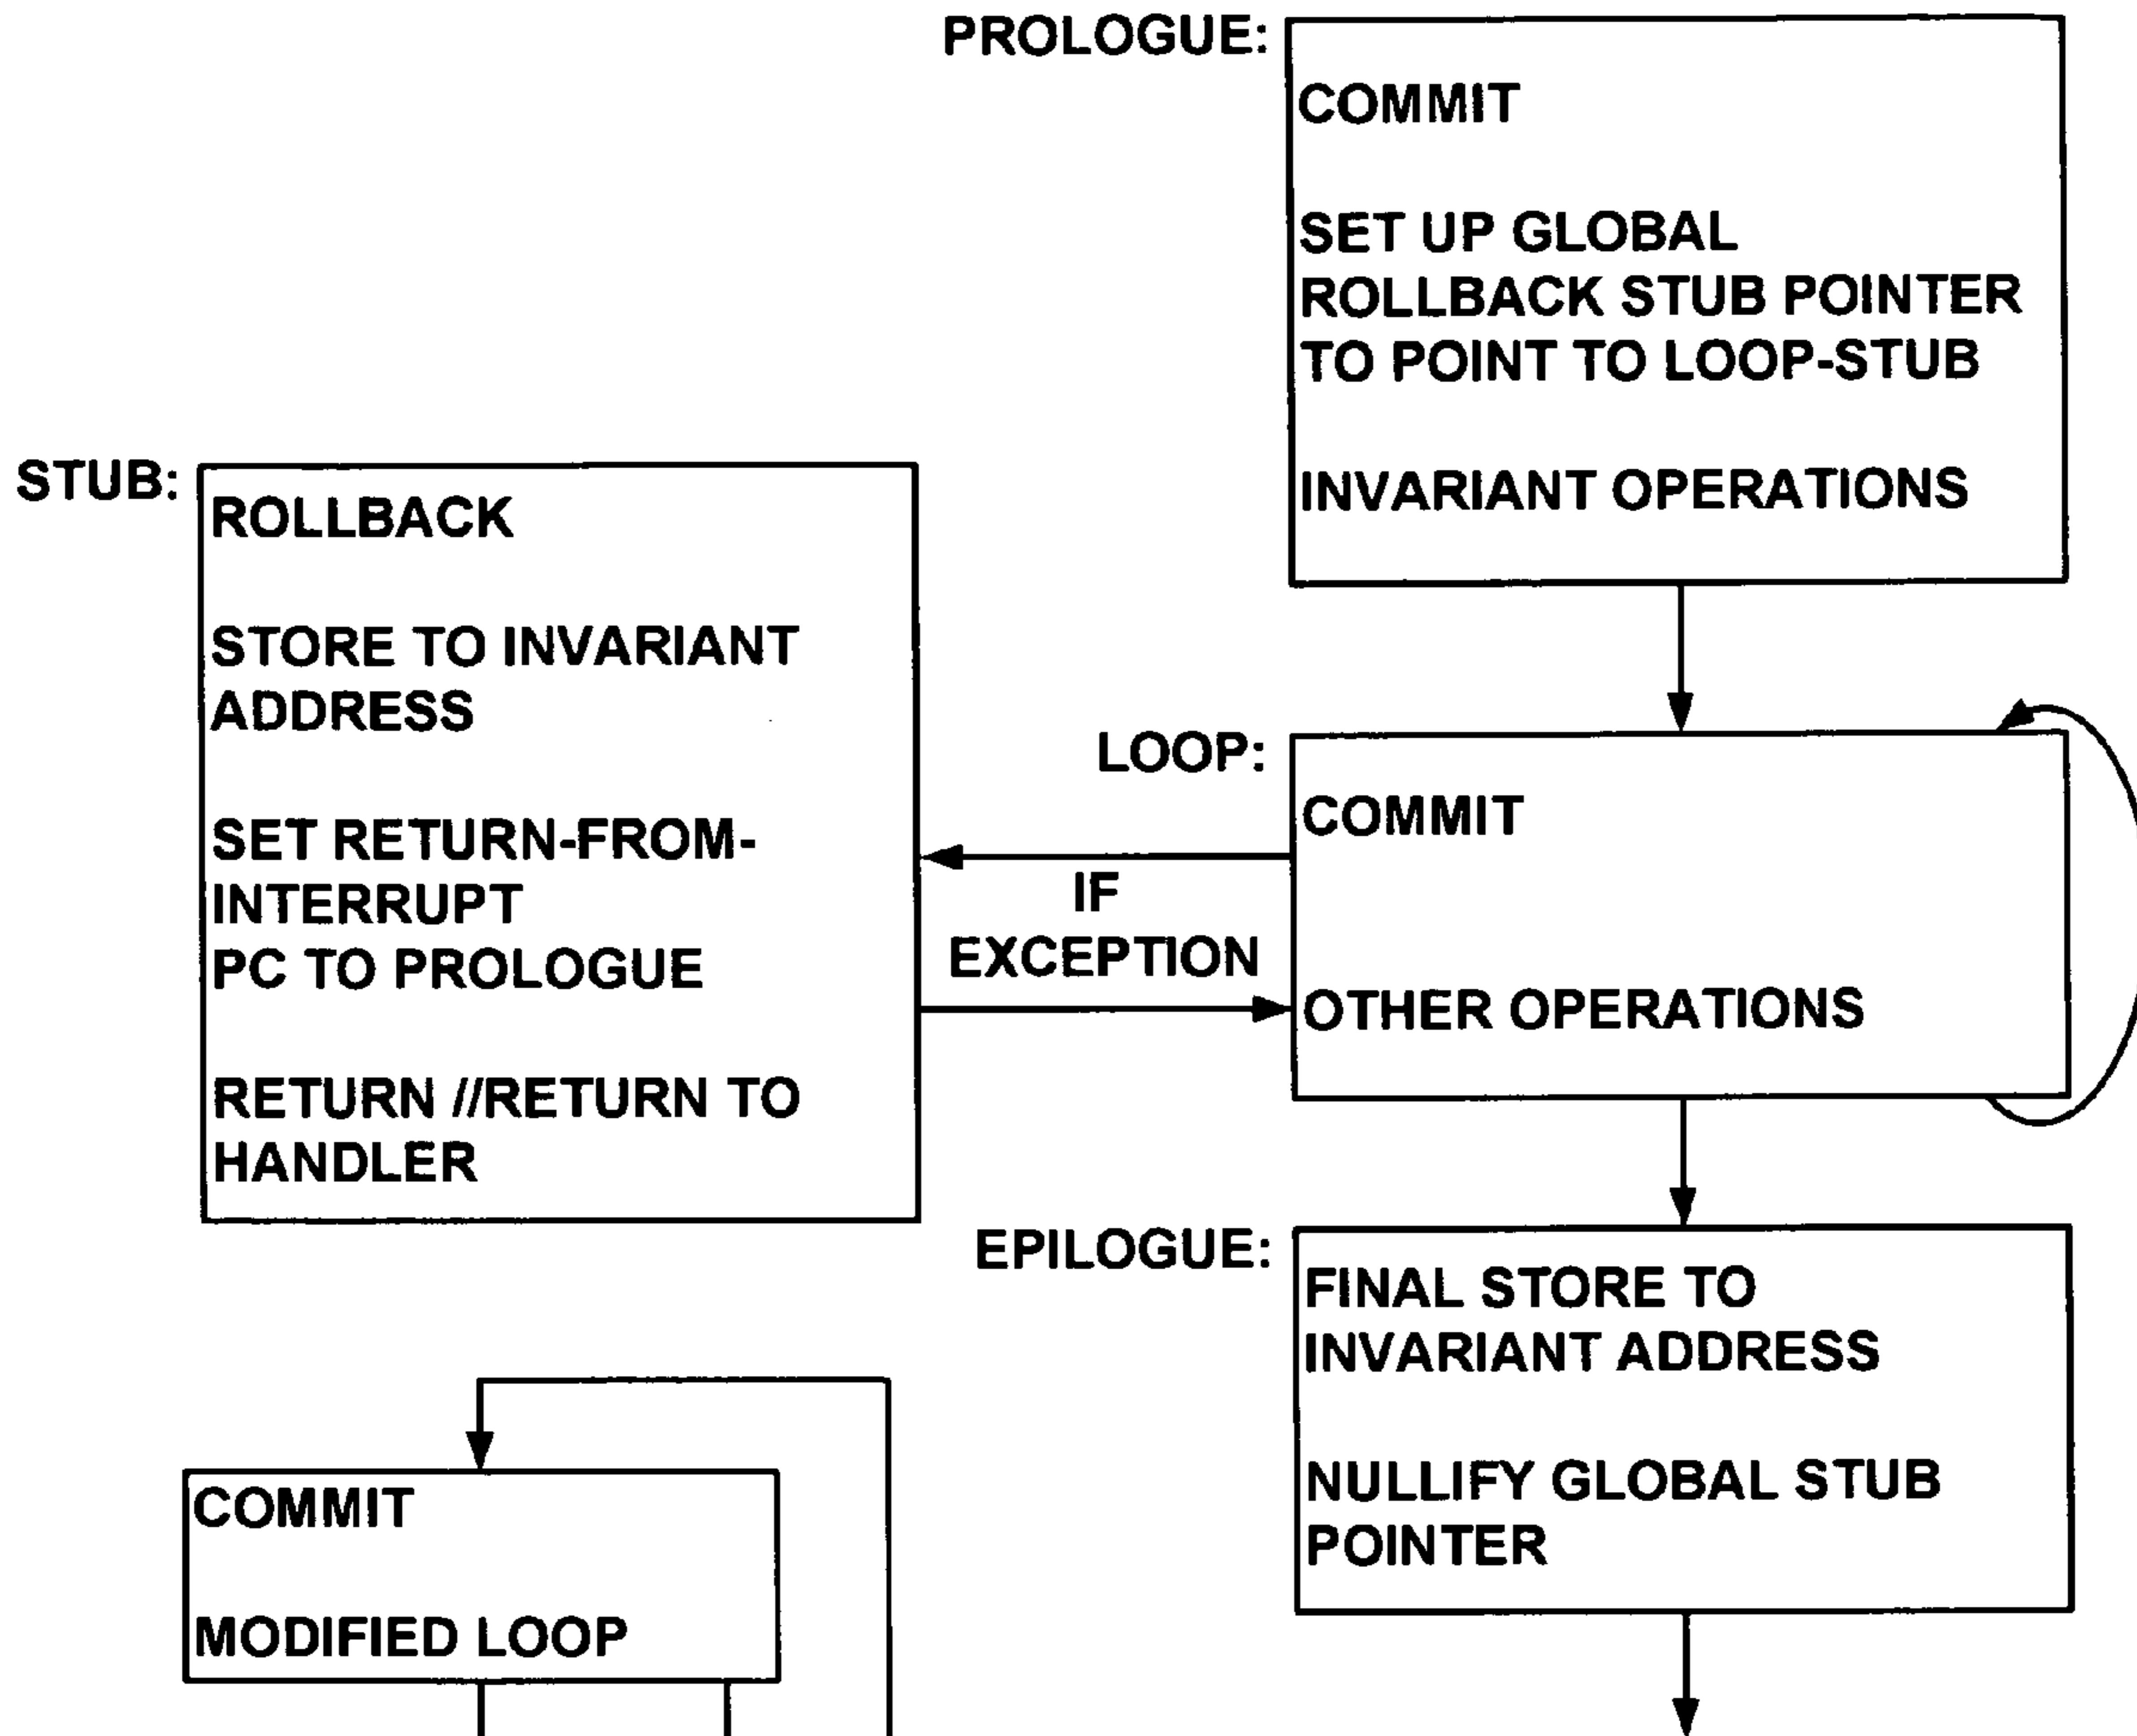 PROLOGUE:
COMMIT
SET UP GLOBAL
ROLLBACK STUB POINTER
TO POINT TO LOOP-STUB
INVARIANT OPERATIONS
STUB:
ROLLBACK
STORE TO INVARIANT
ADDRESS
SET RETURN-FROM-
INTERRUPT
PC TO PROLOGUE
RETURN //RETURN TO
HANDLER
IF
EXCEPTION
LOOP:
COMMIT
OTHER OPERATIONS
EPILOGUE:
FINAL STORE TO
INVARIANT ADDRESS
NULLIFY GLOBAL STUB
POINTER
COMMIT
MODIFIED LOOP